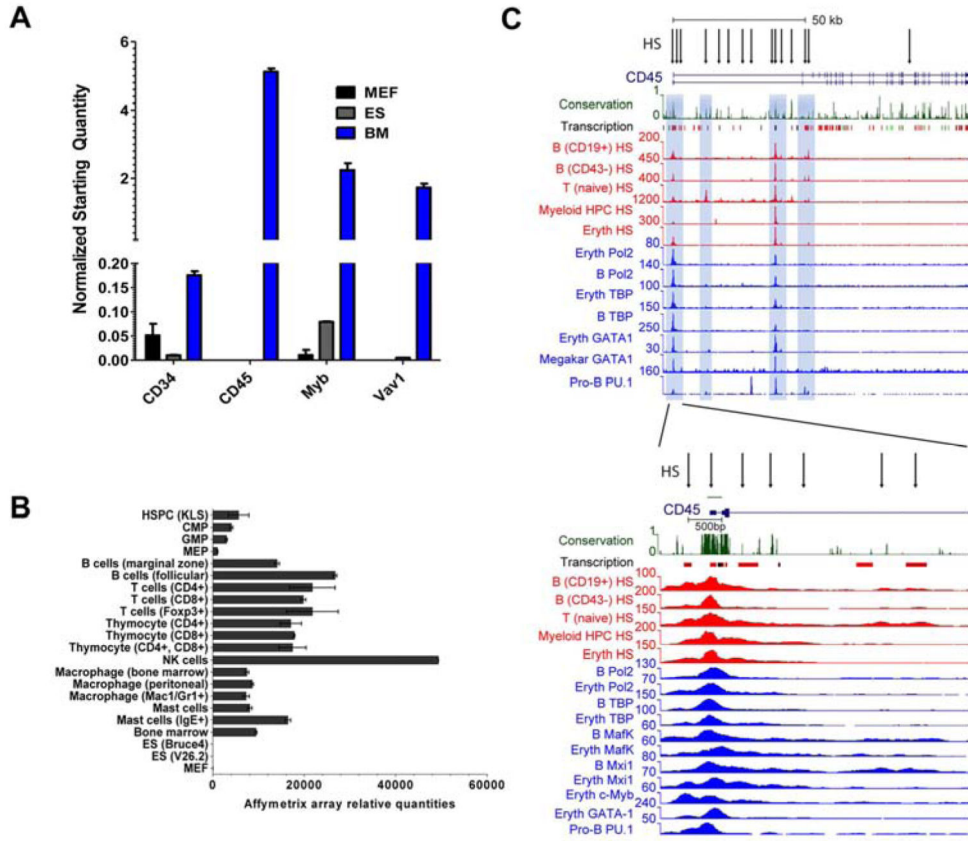 A
Normalized Starting Quantity
6
4
2
0.20
0.15
0.10
0.05
0.00
MEF
ES
BM
CD34
CD45
Myb
Vav1
B
HSPC (KLS)
CMP
GMP
MEP
B cells (marginal zone)
B cells (follicular)
T cells (CD4+)
T cells (CD8+)
T cells (Foxp3+)
Thymocyte (CD4+)
Thymocyte (CD8+)
Thymocyte (CD4+, CD8+)
NK cells
Macrophage (bone marrow)
Macrophage (peritoneal)
Macrophage (Mac1/Gr1+)
Mast cells
Mast cells (IgE+)
Bone marrow
ES (Bruce4)
ES (V26.2)
MEF
0 20000 40000 60000
Affymetrix array relative quantities
C
50 kb
HS
CD45
1
Conservation
0
Transcription
200
B (CD19+) HS
450
B (CD43-) HS
400
T (naive) HS
1200
Myeloid HPC HS
300
Eryth HS
80
Eryth Pol2
140
B Pol2
100
Eryth TBP
150
B TBP
250
Eryth GATA1
30
Megakar GATA1
160
Pro-B PU.1
HS
CD45
500bp
1
Conservation
0
Transcription
100
B (CD19+) HS
200
B (CD43-) HS
150
T (naive) HS
200
Myeloid HPC HS
150
Eryth HS
130
B Pol2
70
Eryth Pol2
150
B TBP
100
Eryth TBP
60
B MafK
60
Eryth MafK
80
B Mxi1
70
Eryth Mxi1
60
Eryth c-Myb
240
Eryth GATA-1
50
Pro-B PU.1